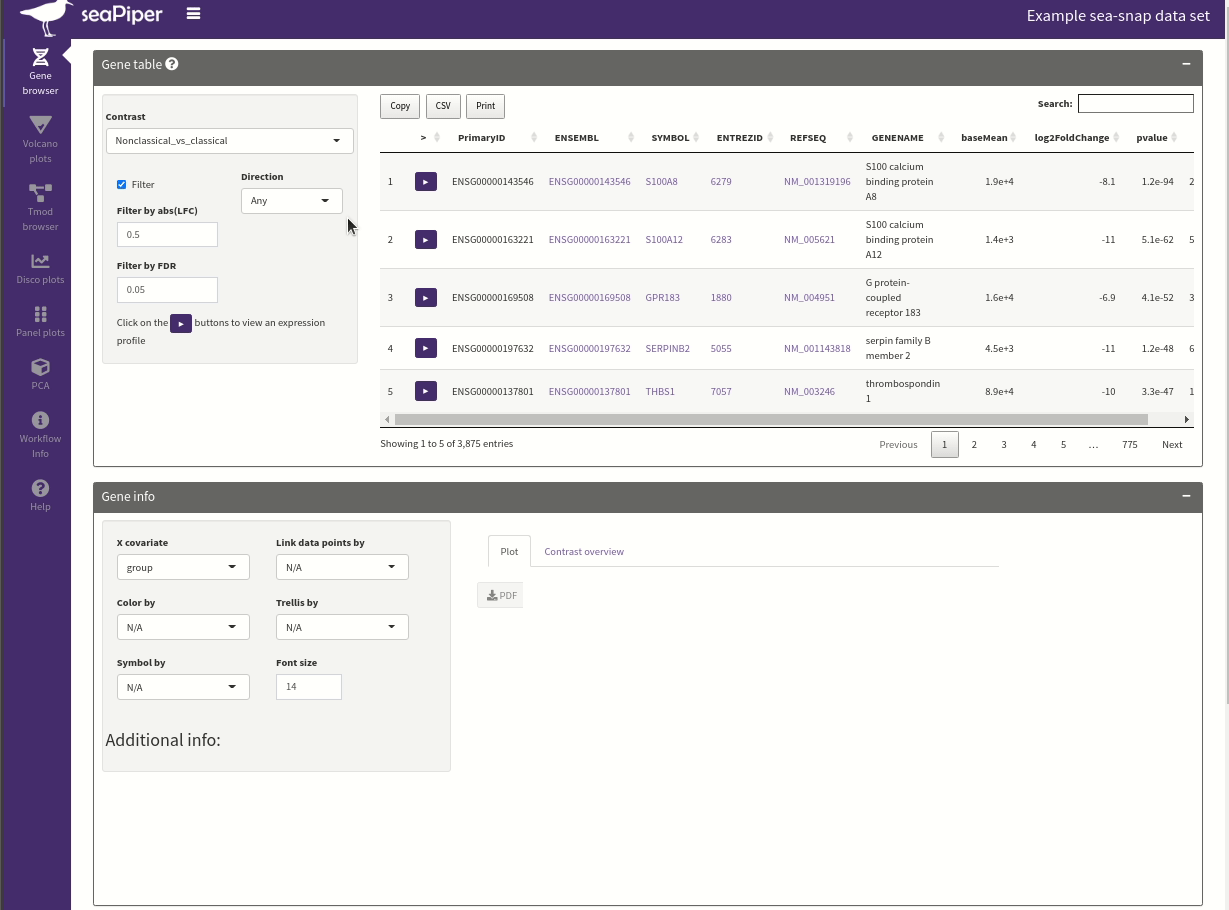 seaPiper
Example sea-snap data set
Gene
browser
Volcano
plots
Tmod
browser
Disco plots
Panel plots
PCA
Workflow
Info
Help
Gene table
Contrast
Nonclassical_vs_classical
Filter
Direction
Any
Filter by abs(LFC)
0.5
Filter by FDR
0.05
Click on the buttons to view an expression
profile
Copy CSV Print
Search:
> PrimaryID ENSEMBL SYMBOL ENTREZID REFSEQ GENENAME baseMean log2FoldChange pvalue
1 ENSG00000143546 ENSG00000143546 S100A8 6279 NM_001319196 S100 calcium binding protein A8 1.9e+4 -8.1 1.2e-94 2
2 ENSG00000163221 ENSG00000163221 S100A12 6283 NM_005621 S100 calcium binding protein A12 1.4e+3 -11 5.1e-62 5
3 ENSG00000169508 ENSG00000169508 GPR183 1880 NM_004951 G protein-coupled receptor 183 1.6e+4 -6.9 4.1e-52 3
4 ENSG00000197632 ENSG00000197632 SERPINB2 5055 NM_001143818 serpin family B member 2 4.5e+3 -11 1.2e-48 6
5 ENSG00000137801 ENSG00000137801 THBS1 7057 NM_003246 thrombospondin 1 8.9e+4 -10 3.3e-47 1
Showing 1 to 5 of 3,875 entries
Previous 1 2 3 4 5 … 775 Next
Gene info
X covariate Link data points by
group N/A
Color by Trellis by
N/A N/A
Symbol by Font size
N/A 14
Additional info:
Plot Contrast overview
PDF